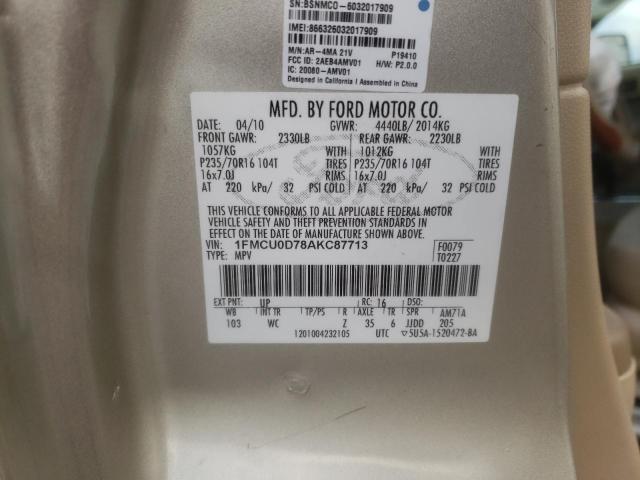 SN:BSNMCO-6032017909
IMEI:866326032017909
M/N:AR-4MA 21V P19410
FCC ID: 2AEB4AMV01 H/W: P2.0.0
IC: 20080-AMV01
Designed in California | Assembled in China
MFD. BY FORD MOTOR CO.
DATE: 04/10 GVWR: 4440LB/ 2014KG
FRONT GAWR: 2330LB REAR GAWR: 2230LB
1057KG WITH 1012KG WITH
P235/70R16 104T TIRES P235/70R16 104T TIRES
16x7.0J RIMS 16x7.0J RIMS
AT 220 kPa/ 32 PSI COLD AT 220 kPa/ 32 PSI COLD
THIS VEHICLE CONFORMS TO ALL APPLICABLE FEDERAL MOTOR
VEHICLE SAFETY AND THEFT PREVENTION STANDARDS IN EFFECT ON
THE DATE OF MANUFACTURE SHOWN ABOVE.
VIN: 1FMCU0D78AKC87713 F0079
TYPE: MPV T0227
EXT PNT: UP RC: 16 DSO:
WB INT TR TP/PS R AXLE TR SPR AM71A
103 WC Z 35 6 JJDD 205
1201004232105 UTC ▽5U5A-1520472-BA